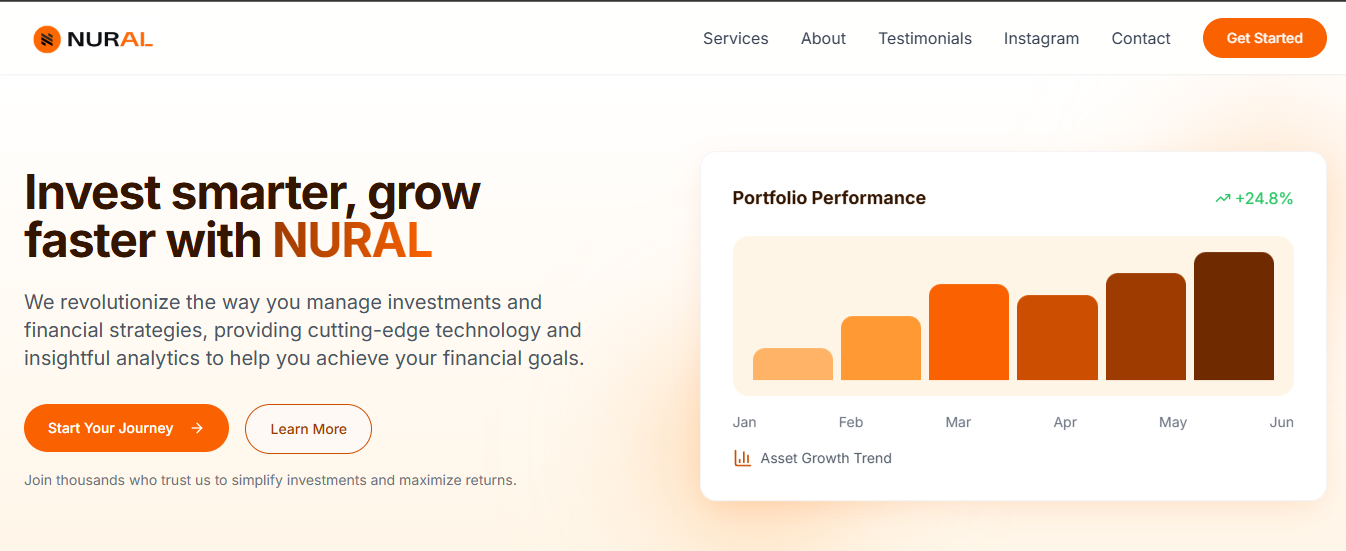 NURAL
Services
About
Testimonials
Instagram
Contact
Get Started
Invest smarter, grow
faster with NURAL
We revolutionize the way you manage investments and
financial strategies, providing cutting-edge technology and
insightful analytics to help you achieve your financial goals.
Start Your Journey →
Learn More
Join thousands who trust us to simplify investments and maximize returns.
Portfolio Performance
+24.8%
Jan
Feb
Mar
Apr
May
Jun
Asset Growth Trend